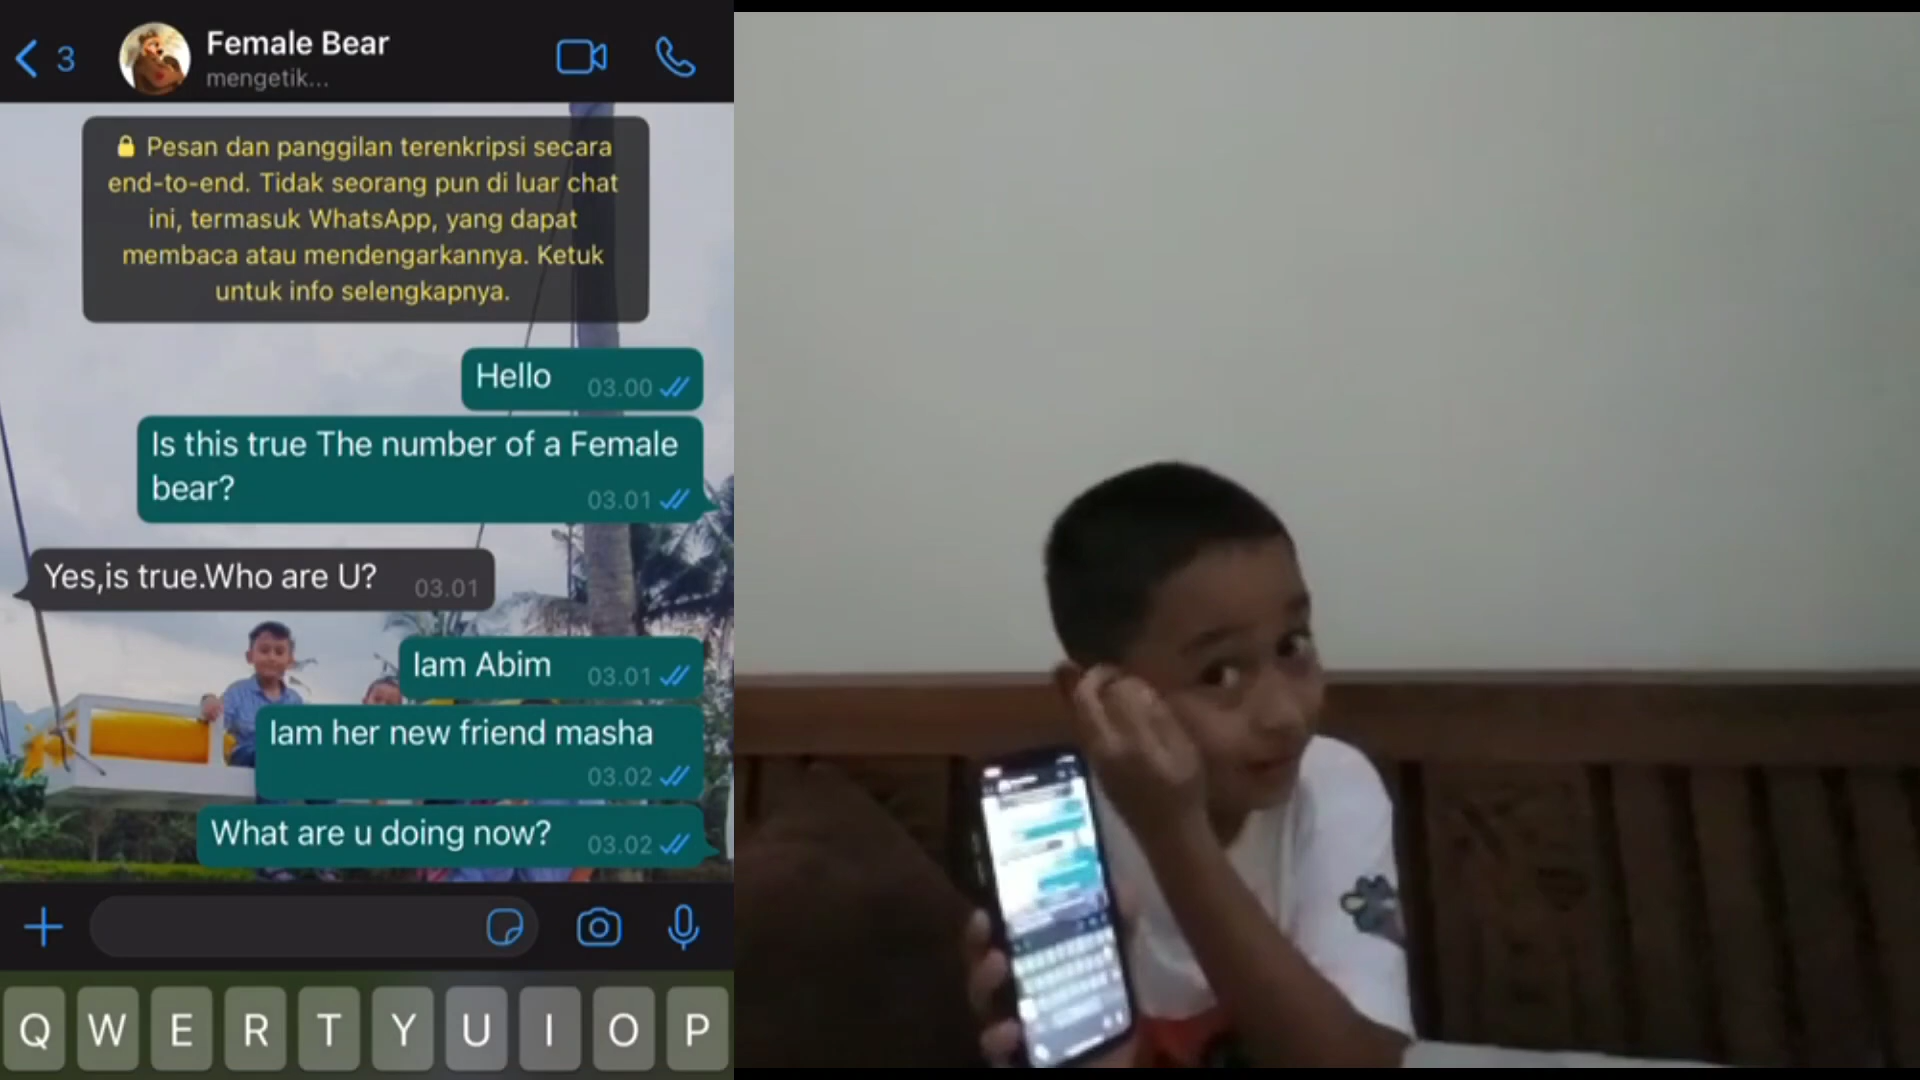 3
Female Bear
mengetik...
Pesan dan panggilan terenkripsi secara
end-to-end. Tidak seorang pun di luar chat
ini, termasuk WhatsApp, yang dapat
membaca atau mendengarkannya. Ketuk
untuk info selengkapnya.
Hello 03.00
Is this true The number of a Female
bear? 03.01
Yes,is true.Who are U? 03.01
Iam Abim 03.01
Iam her new friend masha
03.02
What are u doing now? 03.02
Q W E R T Y U I O P